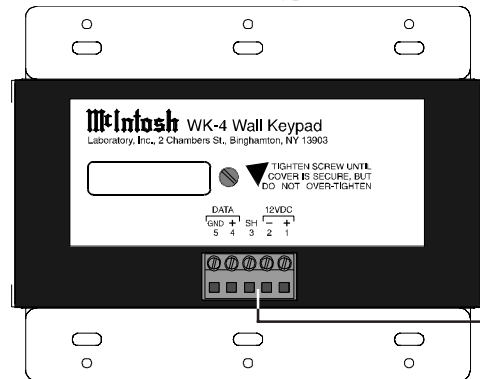 McIntosh WK-4 Wall Keypad
Laboratory, Inc., 2 Chambers St., Binghamton, NY 13903
TIGHTEN SCREW UNTIL
COVER IS SECURE, BUT
DO NOT OVER-TIGHTEN
DATA 12VDC
GND + SH − +
5 4 3 2 1